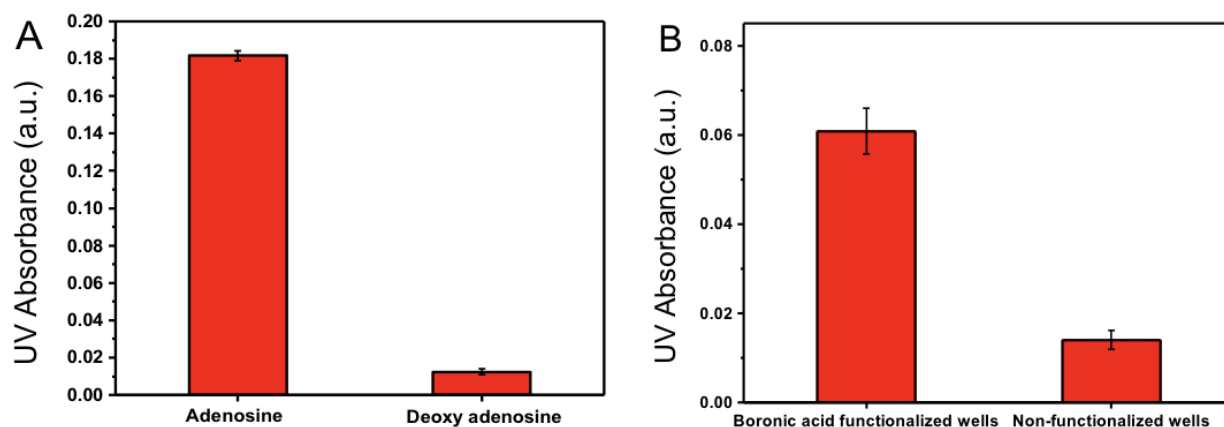 A
UV Absorbance (a.u.)
0.20
0.18
0.16
0.14
0.12
0.10
0.08
0.06
0.04
0.02
0.00
Adenosine
Deoxy adenosine
B
UV Absorbance (a.u.)
0.08
0.06
0.04
0.02
0.00
Boronic acid functionalized wells
Non-functionalized wells